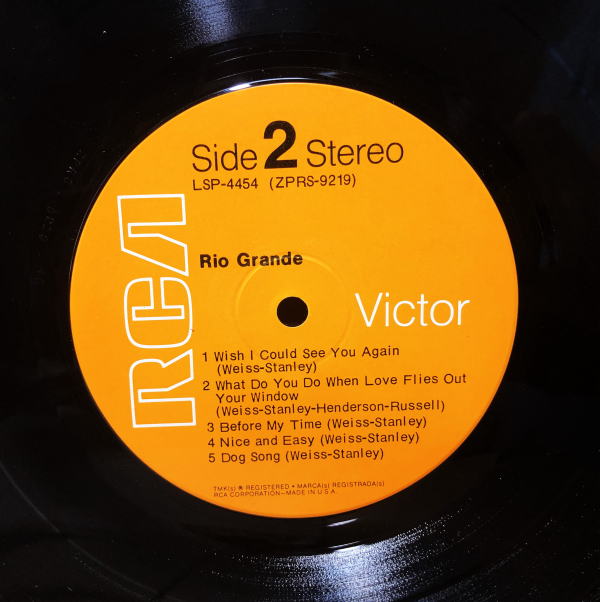 Side 2 Stereo
LSP-4454 (ZPRS-9219)
RCA
Rio Grande
Victor
1 Wish I Could See You Again
(Weiss-Stanley)
2 What Do You Do When Love Flies Out
Your Window
(Weiss-Stanley-Henderson-Russell)
3 Before My Time (Weiss-Stanley)
4 Nice and Easy (Weiss-Stanley)
5 Dog Song (Weiss-Stanley)
TMK(s) ® REGISTERED • MARCA(s) REGISTRADA(s)
RCA CORPORATION—MADE IN U.S.A.